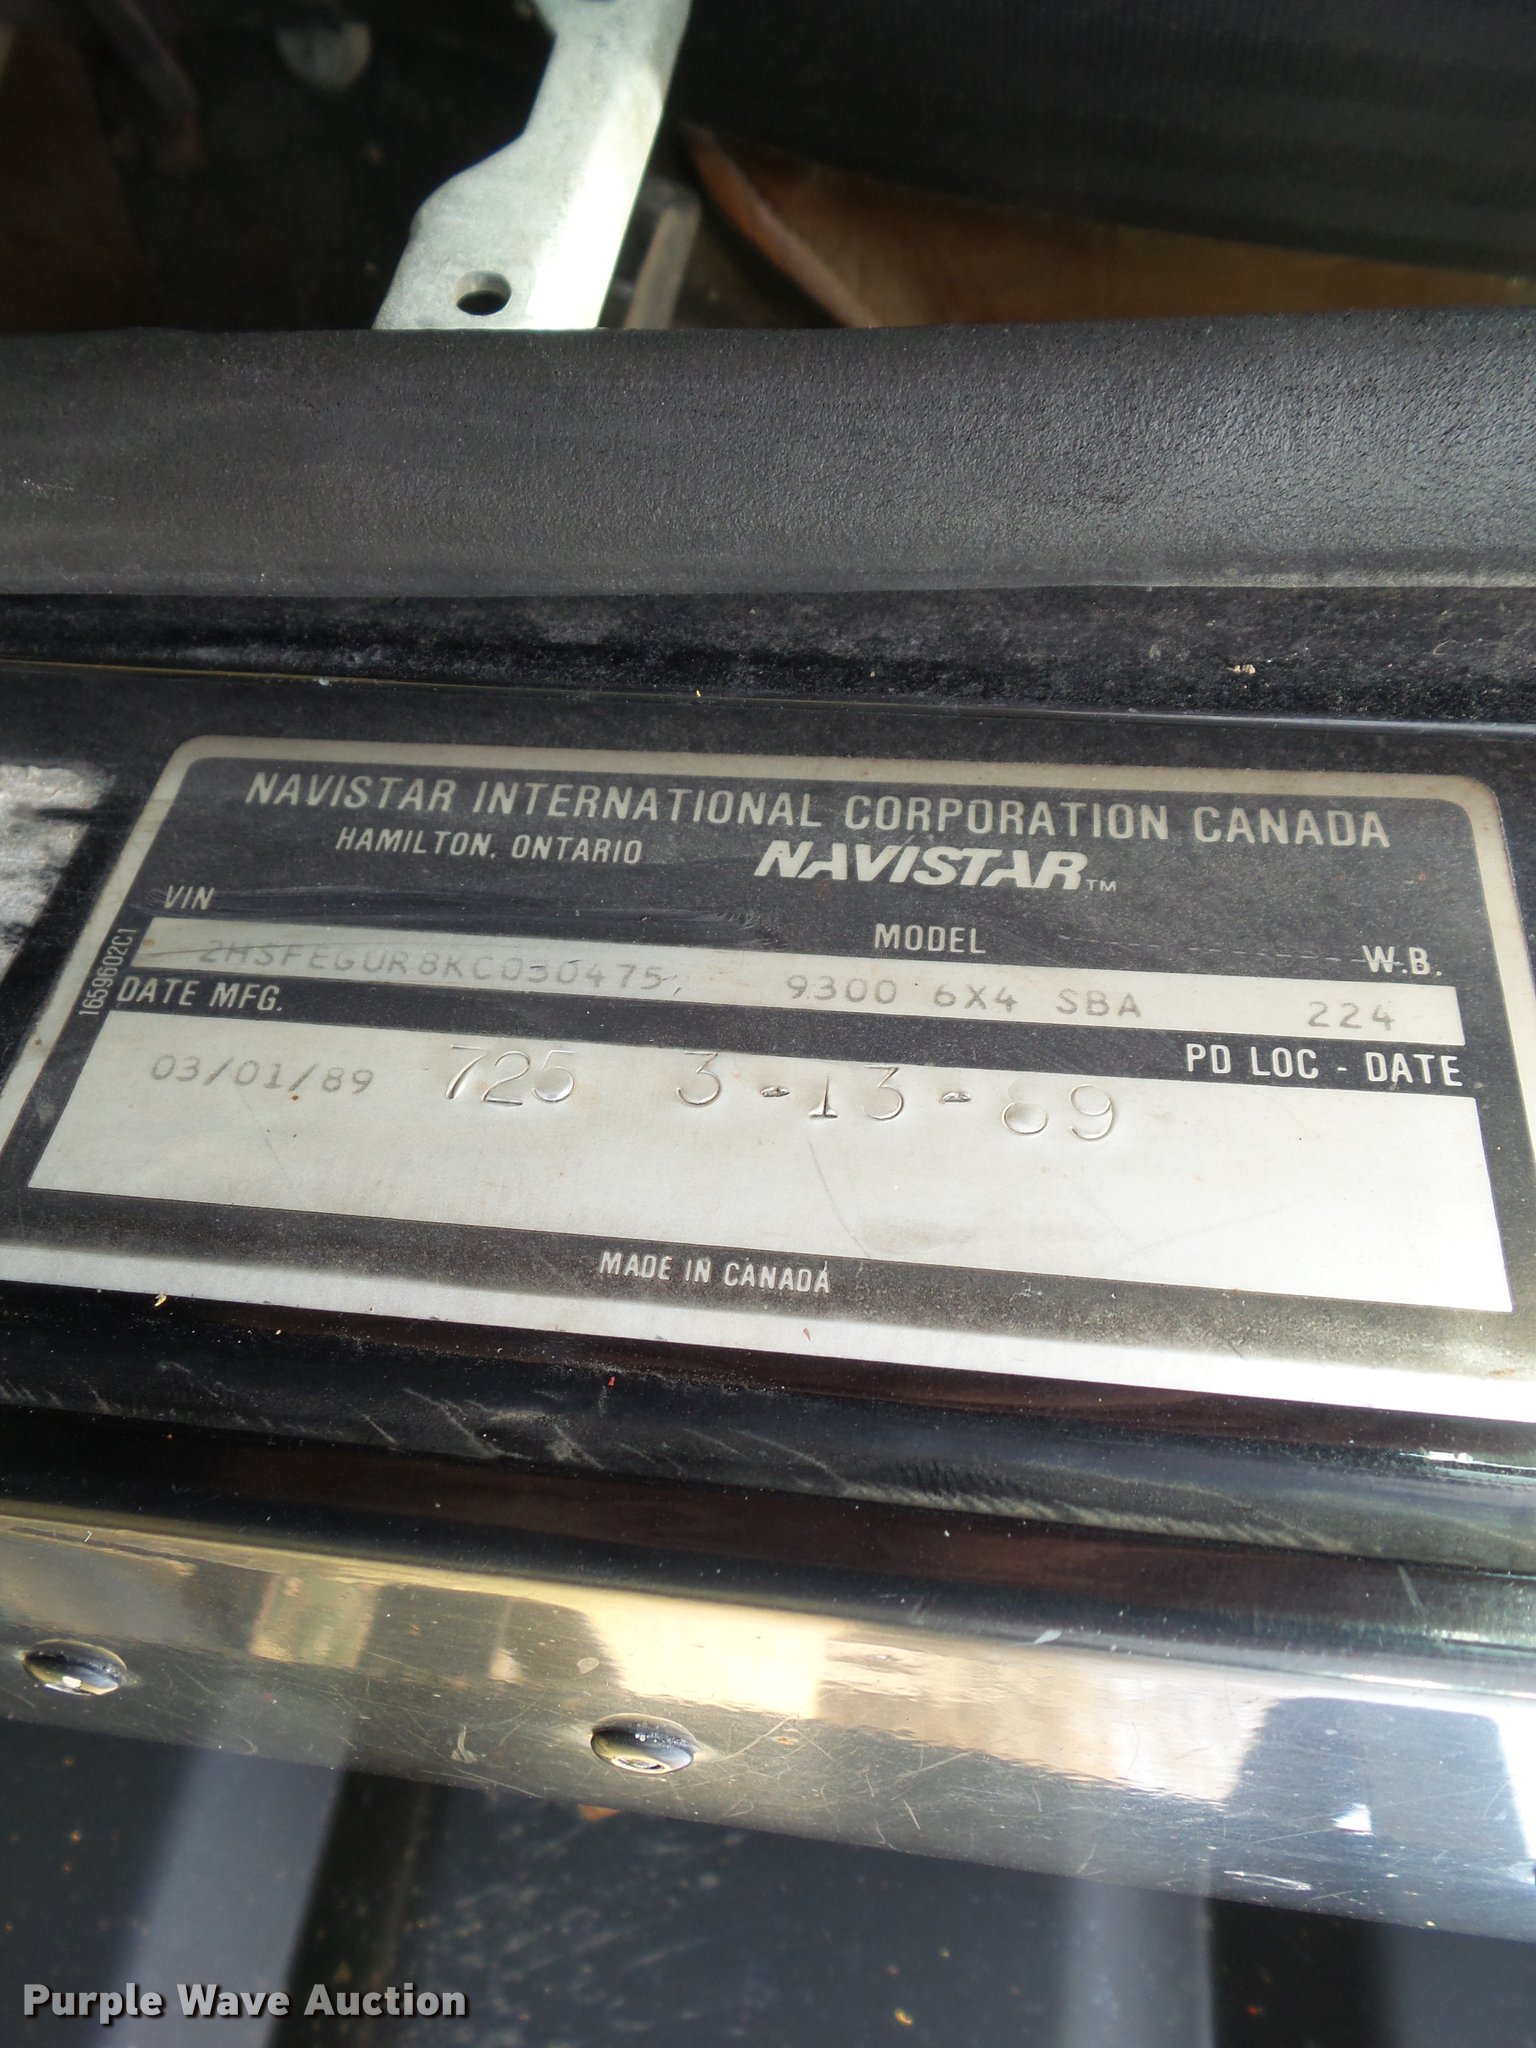 NAVISTAR INTERNATIONAL CORPORATION CANADA
HAMILTON, ONTARIO NAVISTAR™
VIN MODEL W.B.
2HSFEGUR8KC030475 9300 6X4 SBA 224
1659602C1
DATE MFG. PD LOC - DATE
03/01/89 725 3-13-89
MADE IN CANADA
Purple Wave Auction